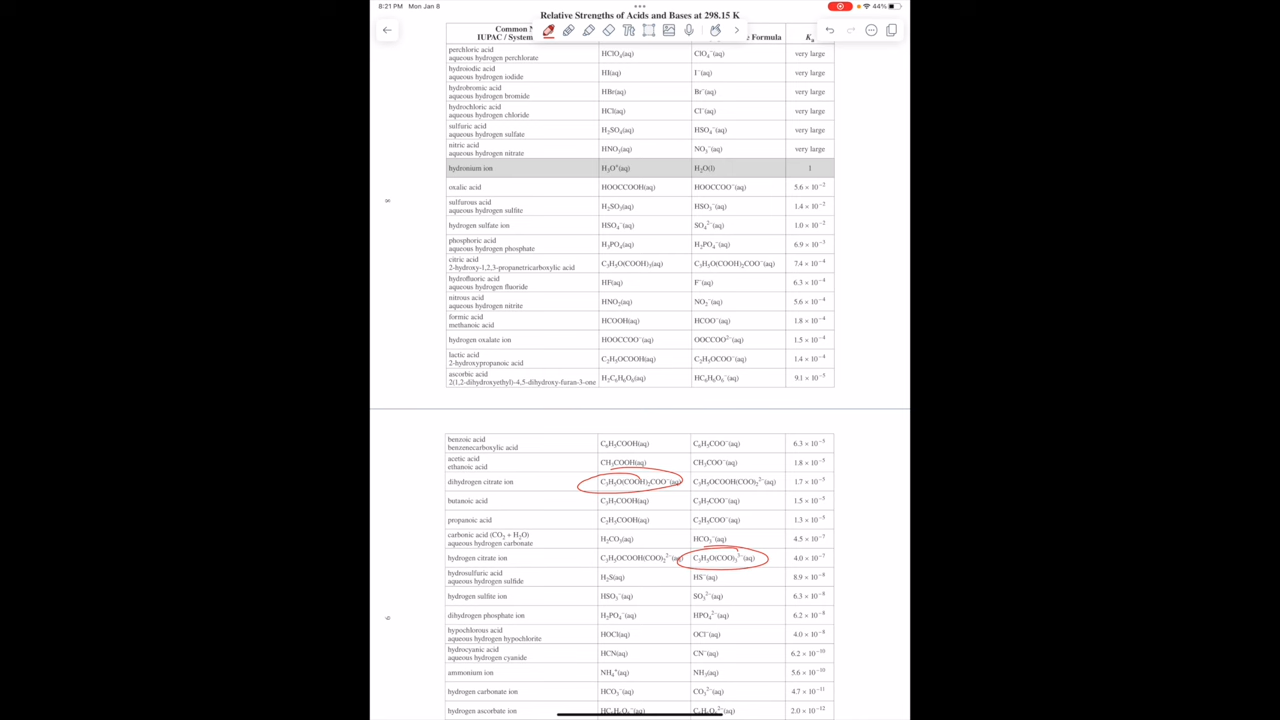 8:21 PM Mon Jan 8
44%
Relative Strengths of Acids and Bases at 298.15 K
Common
IUPAC / System
Formula
Kₐ
perchloric acid
aqueous hydrogen perchlorate
HClO₄(aq)
ClO₄⁻(aq)
very large
hydroiodic acid
aqueous hydrogen iodide
HI(aq)
I⁻(aq)
very large
hydrobromic acid
aqueous hydrogen bromide
HBr(aq)
Br⁻(aq)
very large
hydrochloric acid
aqueous hydrogen chloride
HCl(aq)
Cl⁻(aq)
very large
sulfuric acid
aqueous hydrogen sulfate
H₂SO₄(aq)
HSO₄⁻(aq)
very large
nitric acid
aqueous hydrogen nitrate
HNO₃(aq)
NO₃⁻(aq)
very large
hydronium ion
H₃O⁺(aq)
H₂O(l)
1
oxalic acid
HOOCCOOH(aq)
HOOCCOO⁻(aq)
5.6 × 10⁻²
sulfurous acid
aqueous hydrogen sulfite
H₂SO₃(aq)
HSO₃⁻(aq)
1.4 × 10⁻²
hydrogen sulfate ion
HSO₄⁻(aq)
SO₄²⁻(aq)
1.0 × 10⁻²
phosphoric acid
aqueous hydrogen phosphate
H₃PO₄(aq)
H₂PO₄⁻(aq)
6.9 × 10⁻³
citric acid
2-hydroxy-1,2,3-propanetricarboxylic acid
C₃H₅O(COOH)₃(aq)
C₃H₅O(COOH)₂COO⁻(aq)
7.4 × 10⁻⁴
hydrofluoric acid
aqueous hydrogen fluoride
HF(aq)
F⁻(aq)
6.3 × 10⁻⁴
nitrous acid
aqueous hydrogen nitrite
HNO₂(aq)
NO₂⁻(aq)
5.6 × 10⁻⁴
formic acid
methanoic acid
HCOOH(aq)
HCOO⁻(aq)
1.8 × 10⁻⁴
hydrogen oxalate ion
HOOCCOO⁻(aq)
OOCCOO²⁻(aq)
1.5 × 10⁻⁴
lactic acid
2-hydroxypropanoic acid
C₂H₅OCOOH(aq)
C₂H₅OCOO⁻(aq)
1.4 × 10⁻⁴
ascorbic acid
2(1,2-dihydroxyethyl)-4,5-dihydroxy-furan-3-one
H₂C₆H₆O₆(aq)
HC₆H₆O₆⁻(aq)
9.1 × 10⁻⁵
8
benzoic acid
benzenecarboxylic acid
C₆H₅COOH(aq)
C₆H₅COO⁻(aq)
6.3 × 10⁻⁵
acetic acid
ethanoic acid
CH₃COOH(aq)
CH₃COO⁻(aq)
1.8 × 10⁻⁵
dihydrogen citrate ion
C₃H₅O(COOH)₂COO⁻(aq)
C₃H₅OCOOH(COO)₂²⁻(aq)
1.7 × 10⁻⁵
butanoic acid
C₃H₇COOH(aq)
C₃H₇COO⁻(aq)
1.5 × 10⁻⁵
propanoic acid
C₂H₅COOH(aq)
C₂H₅COO⁻(aq)
1.3 × 10⁻⁵
carbonic acid (CO₂ + H₂O)
aqueous hydrogen carbonate
H₂CO₃(aq)
HCO₃⁻(aq)
4.5 × 10⁻⁷
hydrogen citrate ion
C₃H₅OCOOH(COO)₂²⁻(aq)
C₃H₅O(COO)₃³⁻(aq)
4.0 × 10⁻⁷
hydrosulfuric acid
aqueous hydrogen sulfide
H₂S(aq)
HS⁻(aq)
8.9 × 10⁻⁸
hydrogen sulfite ion
HSO₃⁻(aq)
SO₃²⁻(aq)
6.3 × 10⁻⁸
dihydrogen phosphate ion
H₂PO₄⁻(aq)
HPO₄²⁻(aq)
6.2 × 10⁻⁸
hypochlorous acid
aqueous hydrogen hypochlorite
HOCl(aq)
OCl⁻(aq)
4.0 × 10⁻⁸
hydrocyanic acid
aqueous hydrogen cyanide
HCN(aq)
CN⁻(aq)
6.2 × 10⁻¹⁰
ammonium ion
NH₄⁺(aq)
NH₃(aq)
5.6 × 10⁻¹⁰
hydrogen carbonate ion
HCO₃⁻(aq)
CO₃²⁻(aq)
4.7 × 10⁻¹¹
hydrogen ascorbate ion
HC₆H₆O₆⁻(aq)
C₆H₆O₆²⁻(aq)
2.0 × 10⁻¹²
9